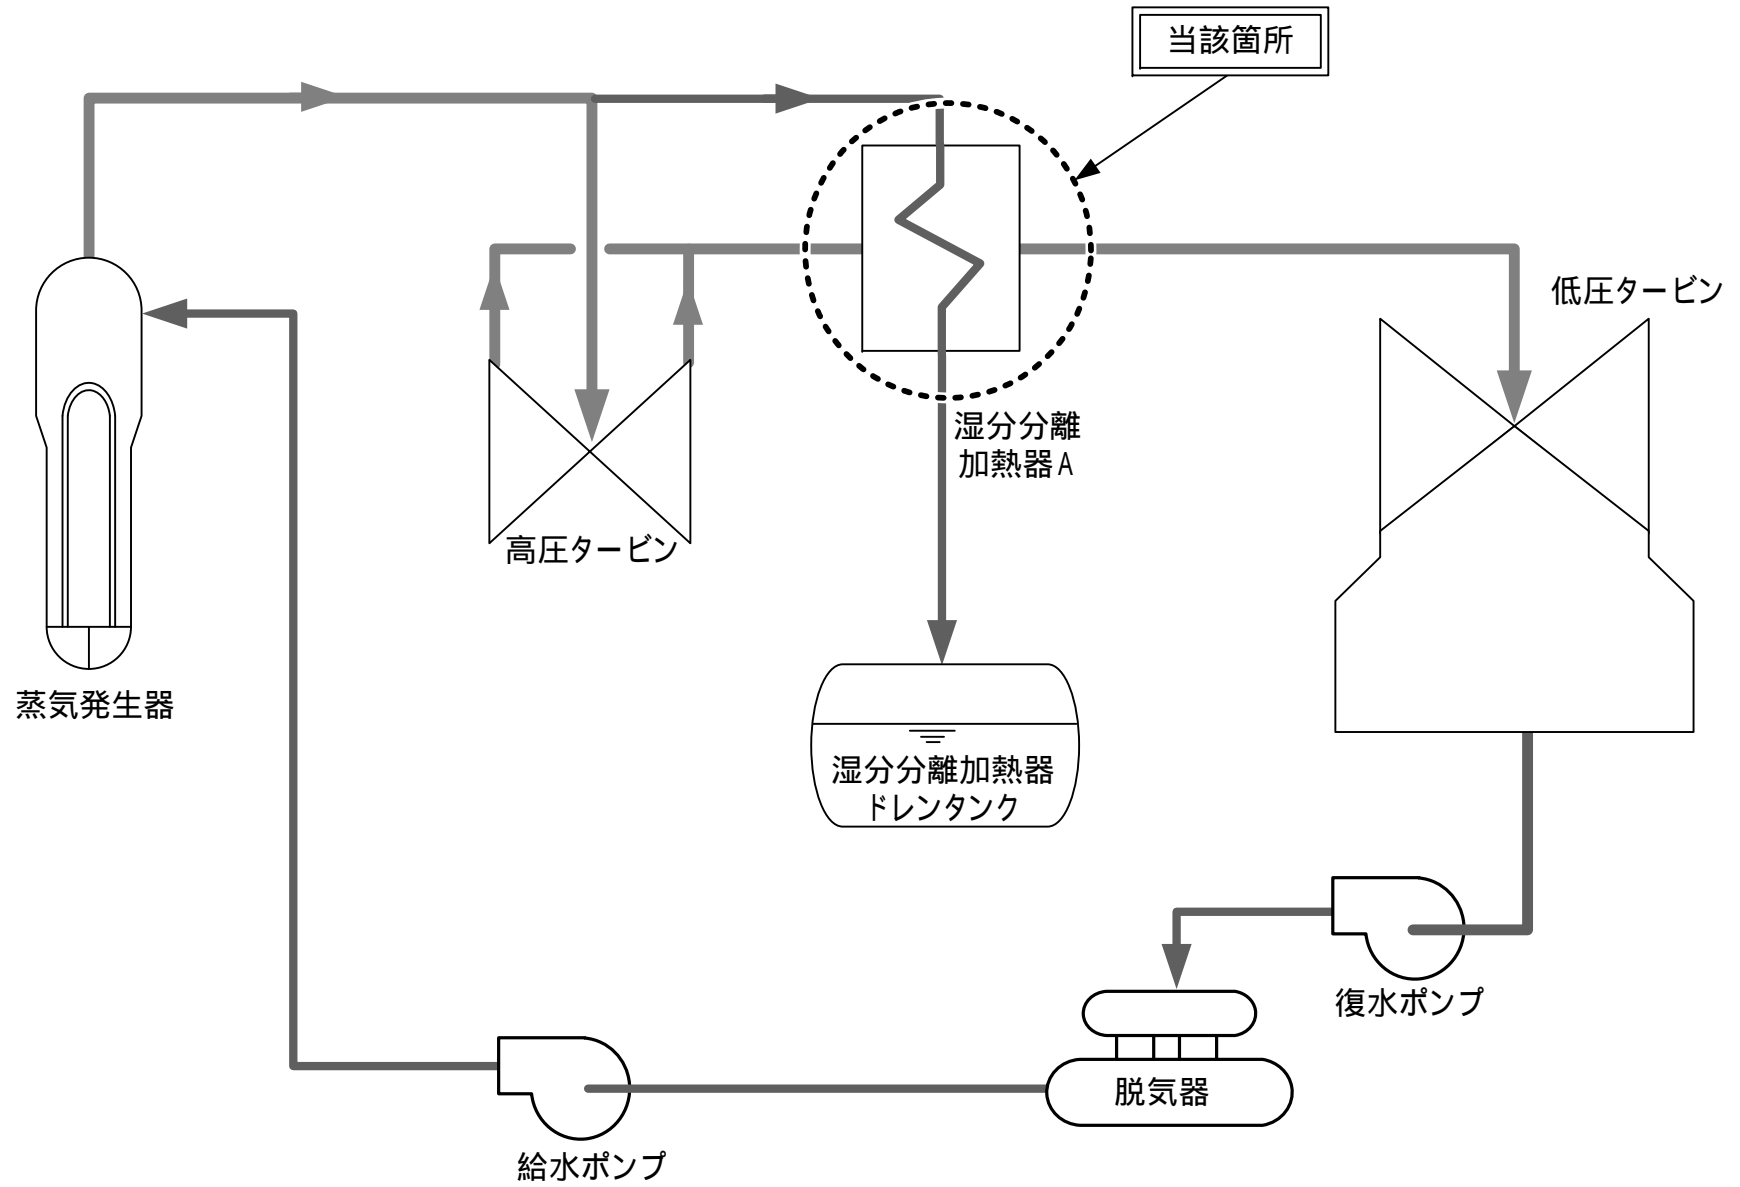 当該箇所
低圧タービン
湿分分離
加熱器A
高圧タービン
蒸気発生器
湿分分離加熱器
ドレンタンク
復水ポンプ
脱気器
給水ポンプ